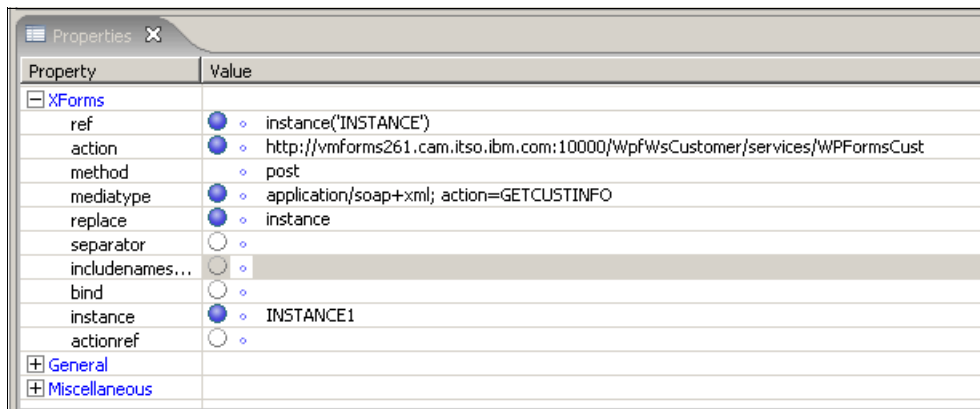 Properties
Property Value
XForms
ref instance('INSTANCE')
action http://vmforms261.cam.itso.ibm.com:10000/WpfWsCustomer/services/WPFormsCust
method post
mediatype application/soap+xml; action=GETCUSTINFO
replace instance
separator
includenames...
bind
instance INSTANCE1
actionref
General
Miscellaneous